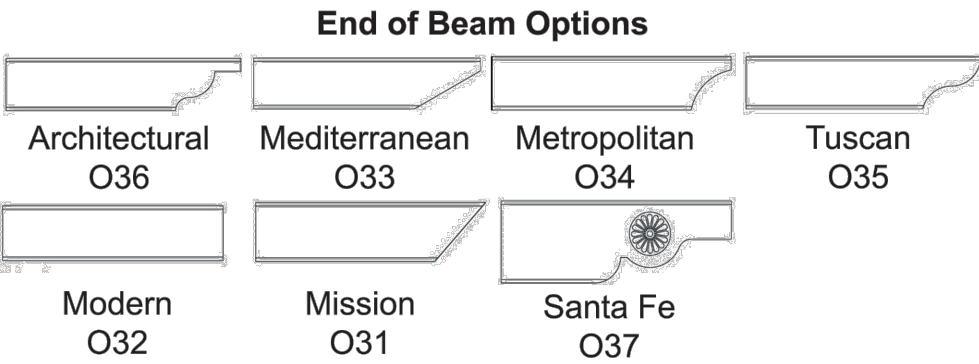 End of Beam Options
Architectural
O36
Mediterranean
O33
Metropolitan
O34
Tuscan
O35
Modern
O32
Mission
O31
Santa Fe
O37